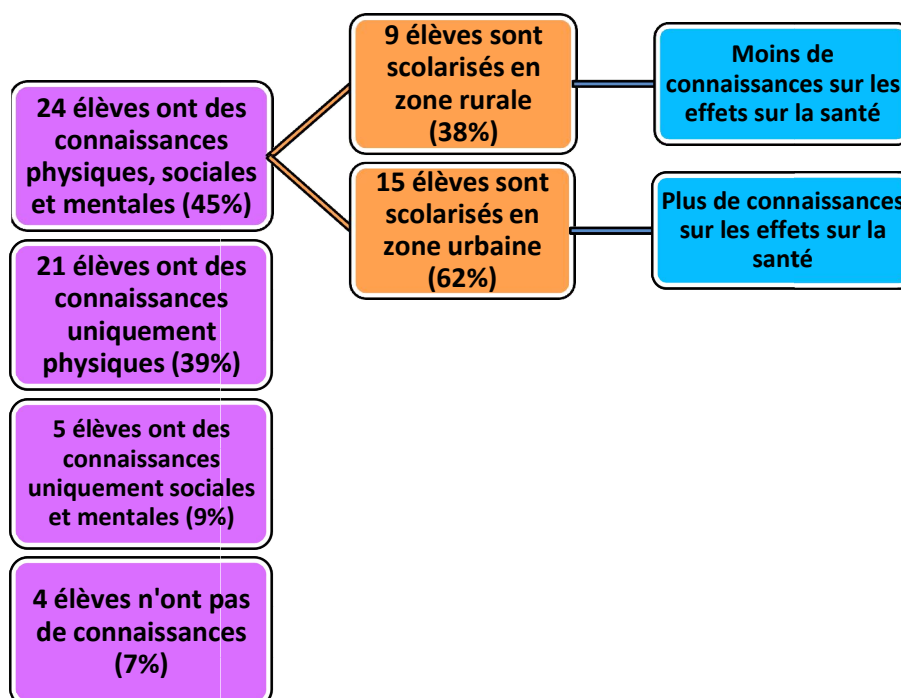 24 élèves ont des
connaissances
physiques, sociales
et mentales (45%)
9 élèves sont
scolarisés en
zone rurale
(38%)
Moins de
connaissances sur les
effets sur la santé
15 élèves sont
scolarisés en
zone urbaine
(62%)
Plus de connaissances
sur les effets sur la
santé
21 élèves ont des
connaissances
uniquement
physiques (39%)
5 élèves ont des
connaissances
uniquement sociales
et mentales (9%)
4 élèves n'ont pas
de connaissances
(7%)